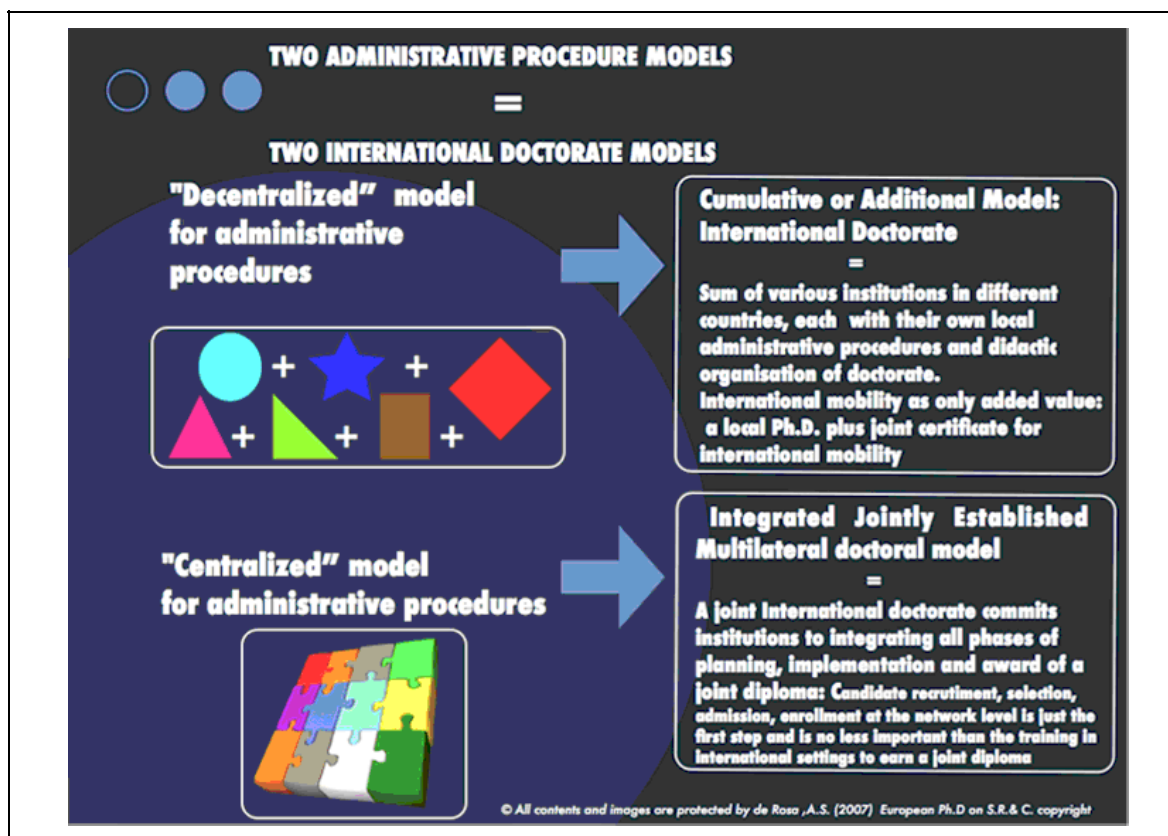 TWO ADMINISTRATIVE PROCEDURE MODELS
=
TWO INTERNATIONAL DOCTORATE MODELS
"Decentralized” model
for administrative
procedures
+ +
+ + +
Cumulative or Additional Model:
International Doctorate
=
Sum of various institutions in different
countries, each with their own local
administrative procedures and didactic
organisation of doctorate.
International mobility as only added value:
a local Ph.D. plus joint certificate for
international mobility
"Centralized” model
for administrative procedures
Integrated Jointly Established
Multilateral doctoral model
=
A joint International doctorate commits
institutions to integrating all phases of
planning, implementation and award of a
joint diploma: Candidate recrutiment, selection,
admission, enrollment at the network level is just the
first step and is no less important than the training in
international settings to earn a joint diploma
© All contents and images are protected by de Rosa ,A.S. (2007) European Ph.D on S.R.& C. copyright